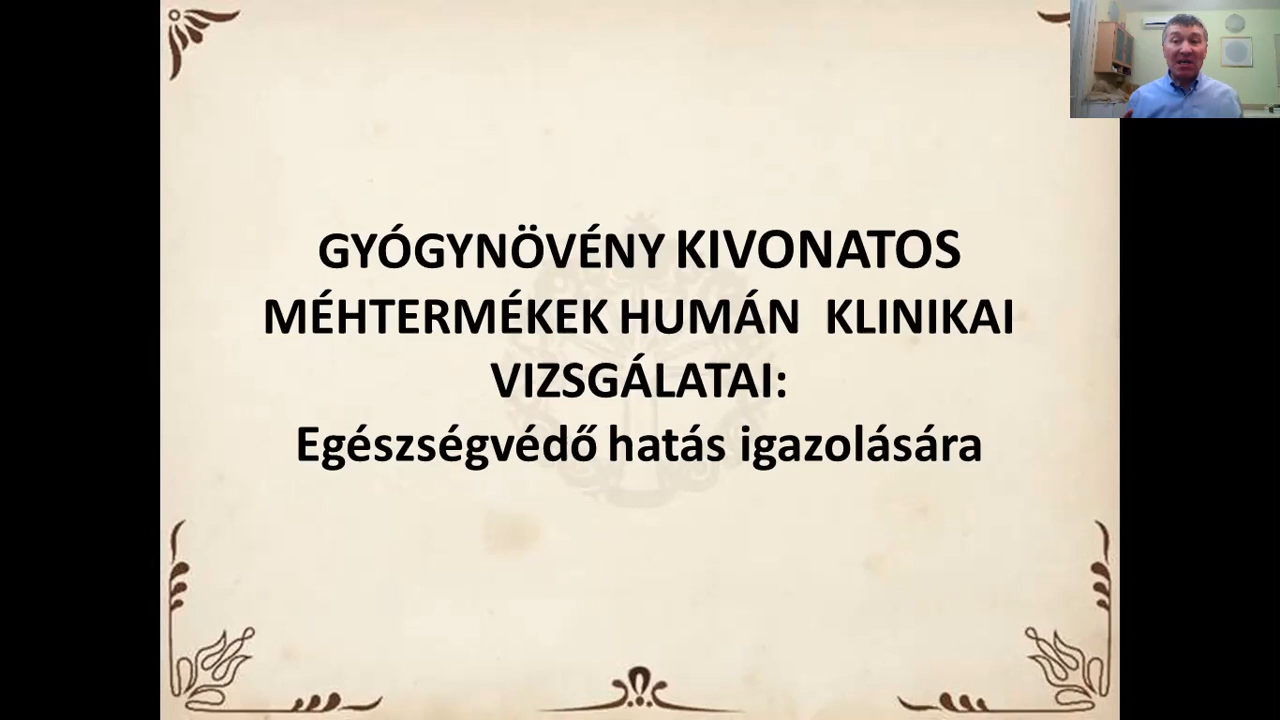 GYÓGYNÖVÉNY KIVONATOS
MÉHTERMÉKEK HUMÁN KLINIKAI
VIZSGÁLATAI:
Egészségvédő hatás igazolására